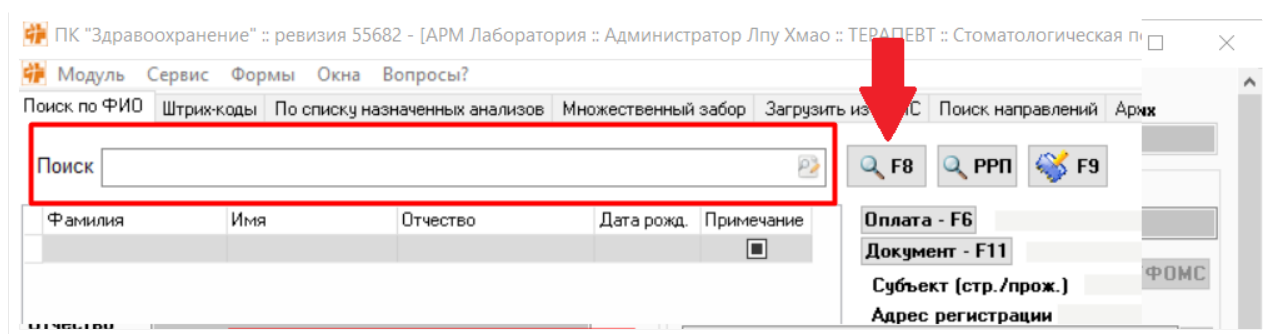 ПК "Здравоохранение" :: ревизия 55682 - [АРМ Лаборатория :: Администратор Лпу Хмао :: ТЕРАПЕВТ :: Стоматологическая
Модуль Сервис Формы Окна Вопросы?
Поиск по ФИО Штрих-коды По списку назначенных анализов Множественный забор Загрузить из Поиск направлений
Поиск F8 РРП F9
Фамилия Имя Отчество Дата рожд. Примечание Оплата - F6
Документ - F11
ФОМС
Субъект (стр./прож.)
Адрес регистрации
Отчество